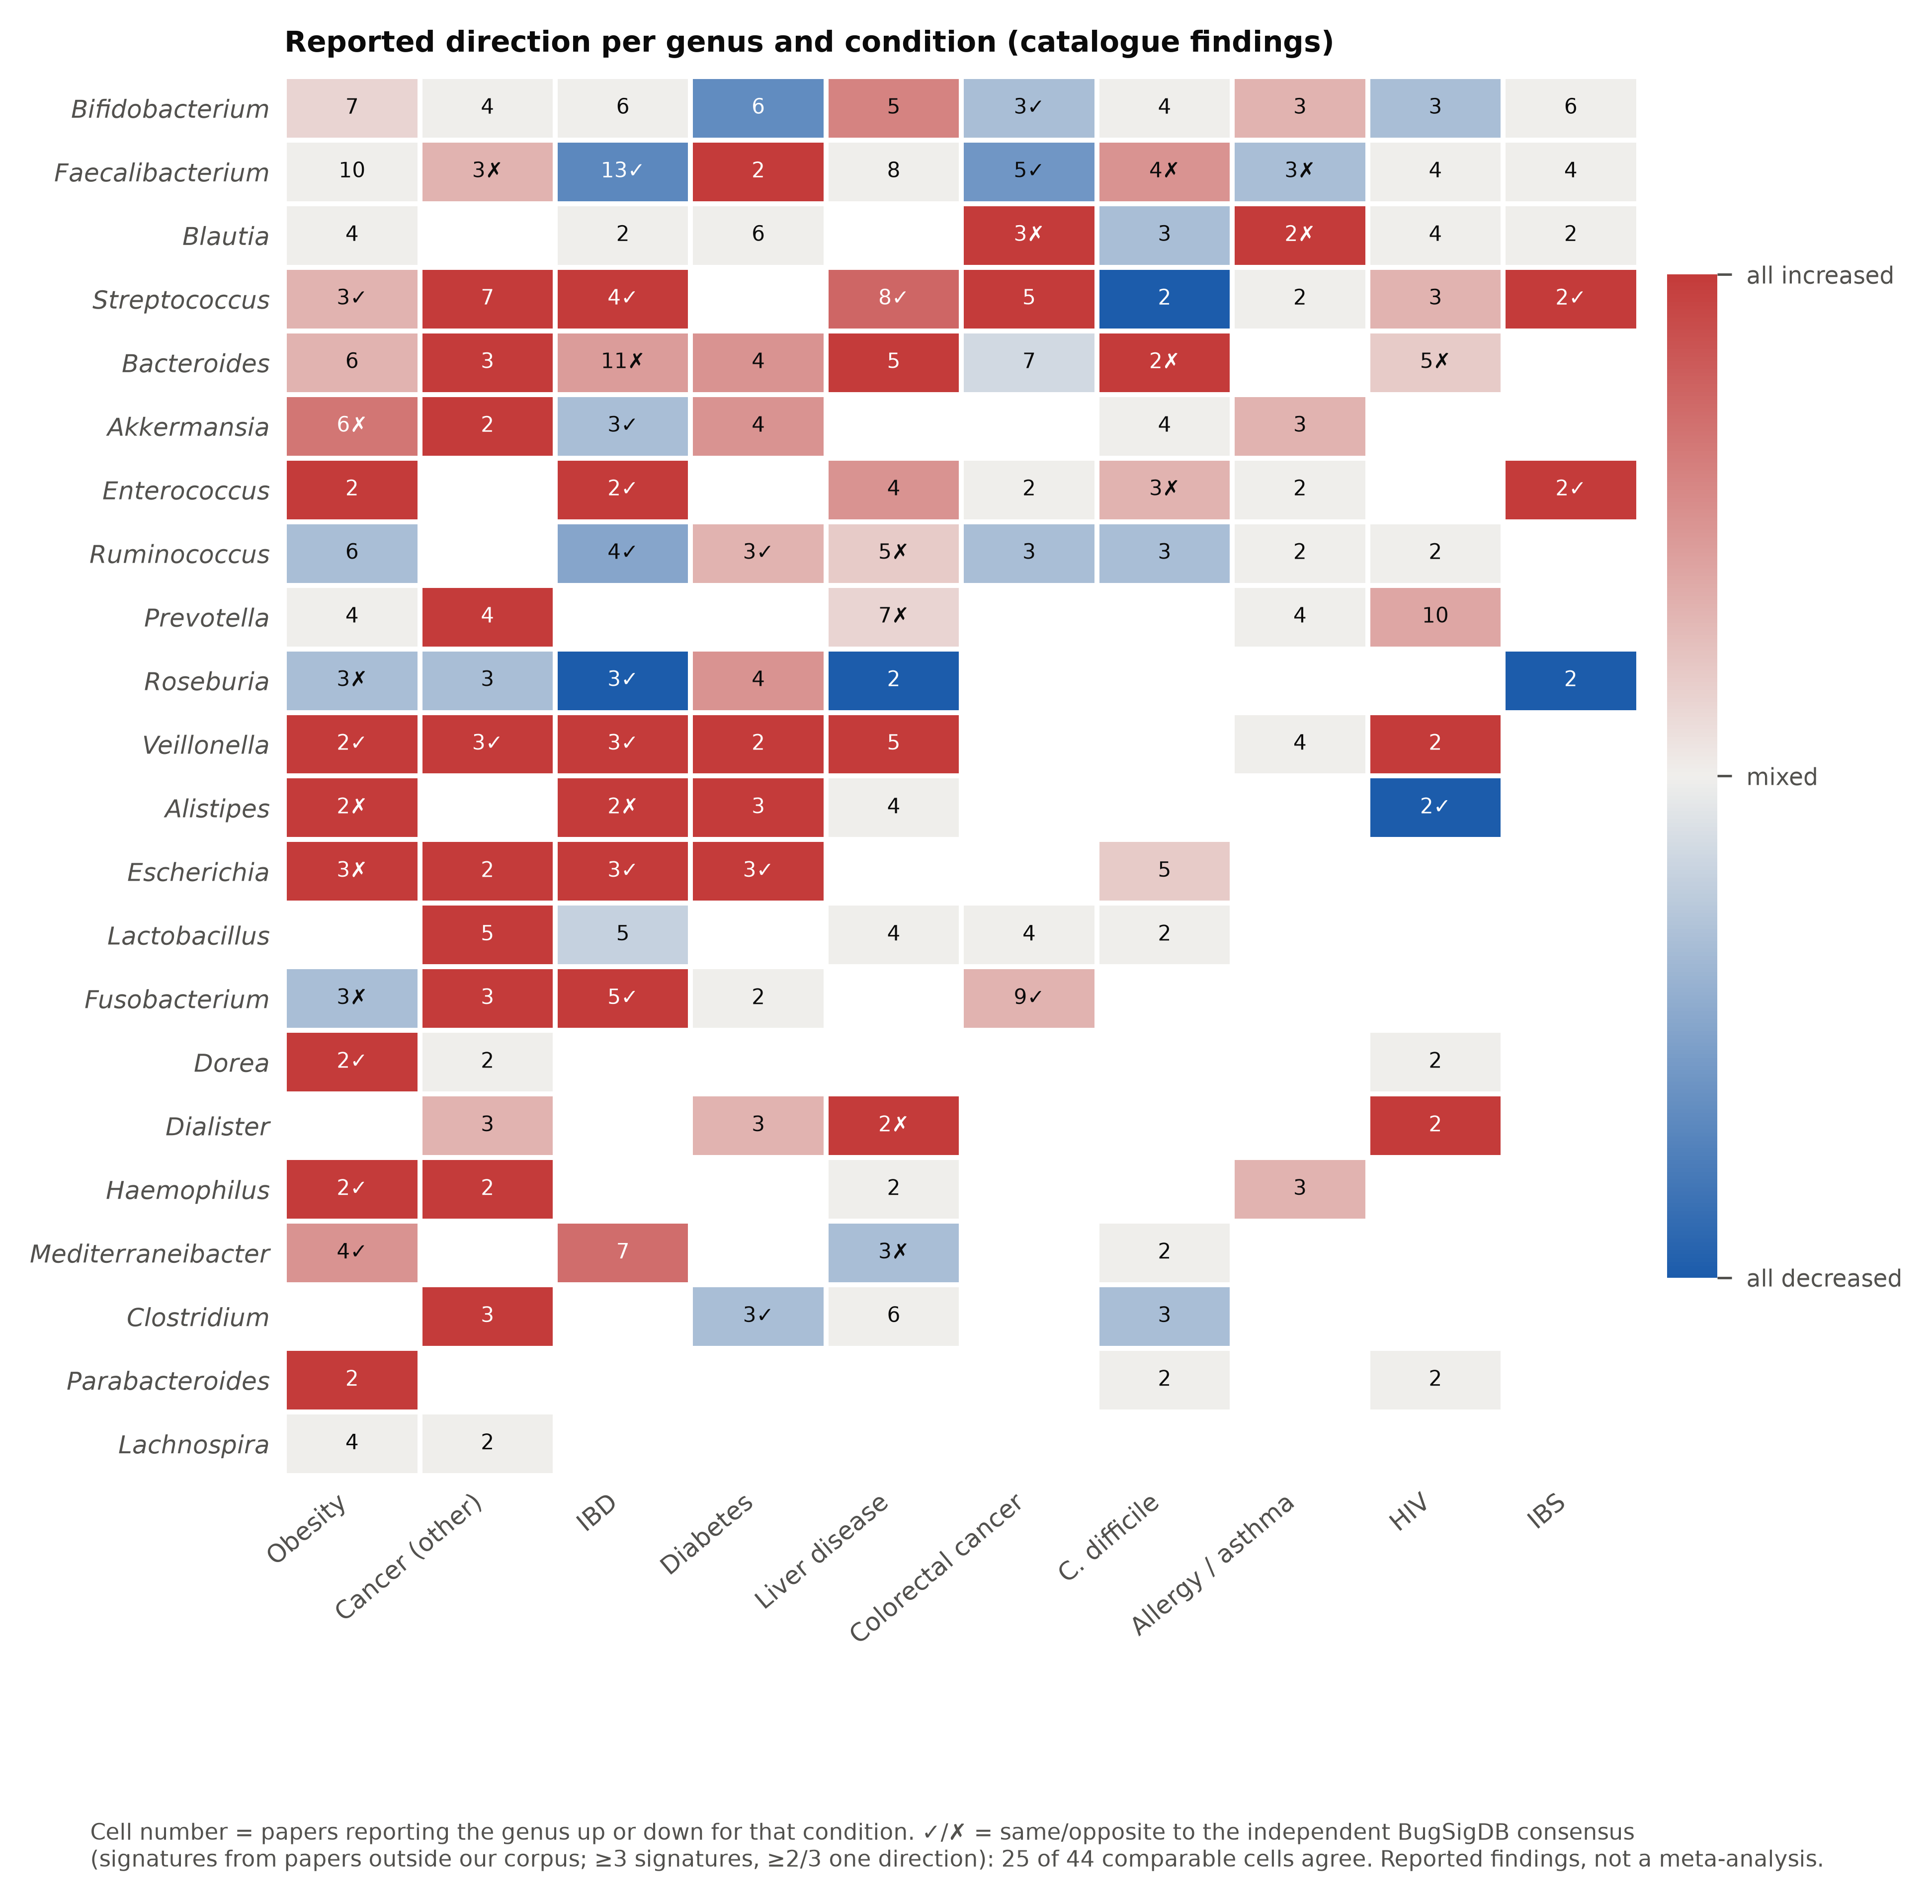 Reported direction per genus and condition (catalogue findings)
Bifidobacterium 7 4 6 6 5 3✓ 4 3 3 6
Faecalibacterium 10 3✗ 13✓ 2 8 5✓ 4✗ 3✗ 4 4
Blautia 4 2 6 3✗ 3 2✗ 4 2
Streptococcus 3✓ 7 4✓ 8✓ 5 2 2 3 2✓
Bacteroides 6 3 11✗ 4 5 7 2✗ 5✗
Akkermansia 6✗ 2 3✓ 4 4 3
Enterococcus 2 2✓ 4 2 3✗ 2 2✓
Ruminococcus 6 4✓ 3✓ 5✗ 3 3 2 2
Prevotella 4 4 7✗ 4 10
Roseburia 3✗ 3 3✓ 4 2 2
Veillonella 2✓ 3✓ 3✓ 2 5 4 2
Alistipes 2✗ 2✗ 3 4 2✓
Escherichia 3✗ 2 3✓ 3✓ 5
Lactobacillus 5 5 4 4 2
Fusobacterium 3✗ 3 5✓ 2 9✓
Dorea 2✓ 2 2
Dialister 3 3 2✗ 2
Haemophilus 2✓ 2 2 3
Mediterraneibacter 4✓ 7 3✗ 2
Clostridium 3 3✓ 6 3
Parabacteroides 2 2 2
Lachnospira 4 2
Obesity
Cancer (other)
IBD
Diabetes
Liver disease
Colorectal cancer
C. difficile
Allergy / asthma
HIV
IBS
all increased
mixed
all decreased
Cell number = papers reporting the genus up or down for that condition. ✓/✗ = same/opposite to the independent BugSigDB consensus
(signatures from papers outside our corpus; ≥3 signatures, ≥2/3 one direction): 25 of 44 comparable cells agree. Reported findings, not a meta-analysis.